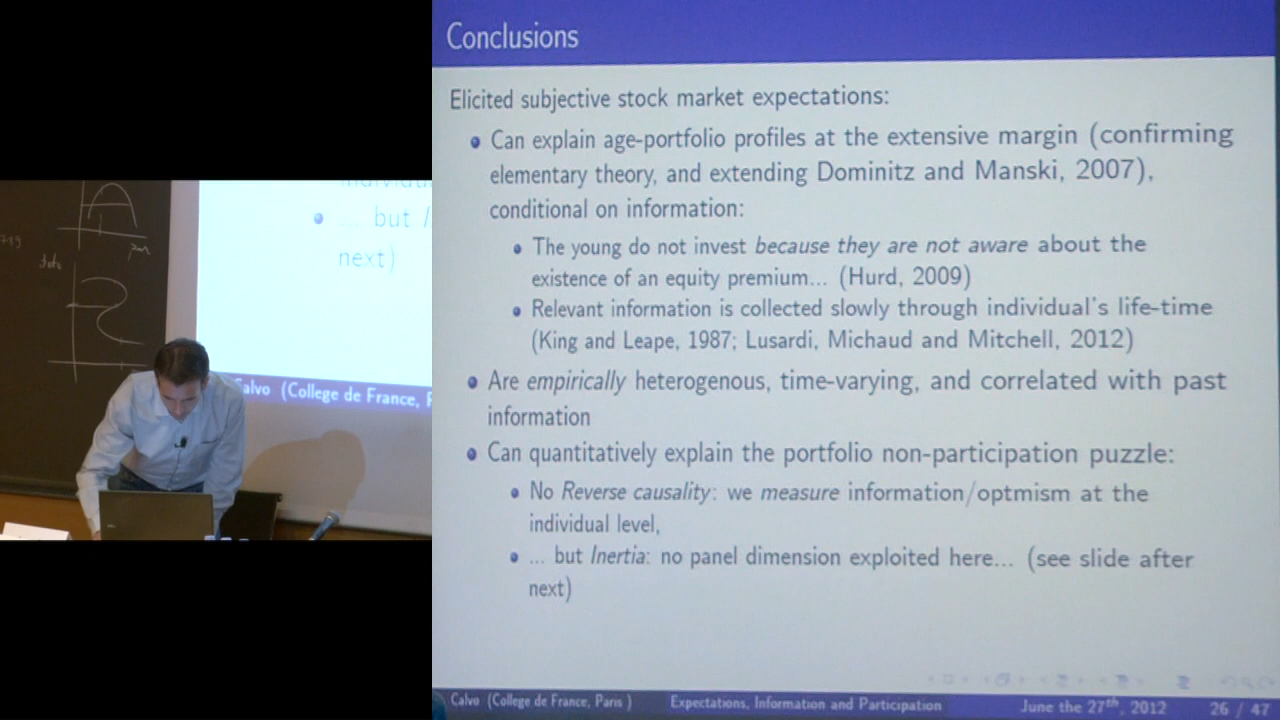 Conclusions
Elicited subjective stock market expectations:
Can explain age-portfolio profiles at the extensive margin (confirming
elementary theory, and extending Dominitz and Manski, 2007),
conditional on information:
The young do not invest because they are not aware about the
existence of an equity premium... (Hurd, 2009)
Relevant information is collected slowly through individual's life-time
(King and Leape, 1987; Lusardi, Michaud and Mitchell, 2012)
Are empirically heterogenous, time-varying, and correlated with past
information
Can quantitatively explain the portfolio non-participation puzzle:
No Reverse causality: we measure information/optmism at the
individual level,
... but Inertia: no panel dimension exploited here... (see slide after
next)
Calvo (College de France, Paris ) Expectations, Information and Participation June the 27th, 2012 26 / 47
... but
next)
Calvo (College de France,